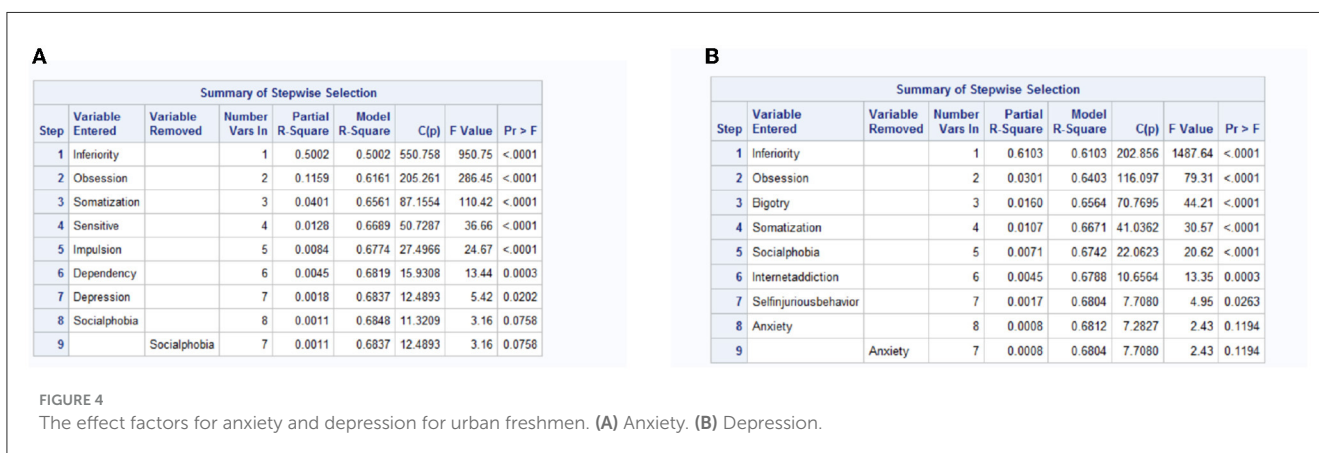 A
Summary of Stepwise Selection
Step Variable Entered Variable Removed Number Vars In Partial R-Square Model R-Square C(p) F Value Pr > F
1 Inferiority 1 0.5002 0.5002 550.758 950.75 <.0001
2 Obsession 2 0.1159 0.6161 205.261 286.45 <.0001
3 Somatization 3 0.0401 0.6561 87.1554 110.42 <.0001
4 Sensitive 4 0.0128 0.6689 50.7287 36.66 <.0001
5 Impulsion 5 0.0084 0.6774 27.4966 24.67 <.0001
6 Dependency 6 0.0045 0.6819 15.9308 13.44 0.0003
7 Depression 7 0.0018 0.6837 12.4893 5.42 0.0202
8 Socialphobia 8 0.0011 0.6848 11.3209 3.16 0.0758
9 Socialphobia 7 0.0011 0.6837 12.4893 3.16 0.0758
B
Summary of Stepwise Selection
Step Variable Entered Variable Removed Number Vars In Partial R-Square Model R-Square C(p) F Value Pr > F
1 Inferiority 1 0.6103 0.6103 202.856 1487.64 <.0001
2 Obsession 2 0.0301 0.6403 116.097 79.31 <.0001
3 Bigotry 3 0.0160 0.6564 70.7695 44.21 <.0001
4 Somatization 4 0.0107 0.6671 41.0362 30.57 <.0001
5 Socialphobia 5 0.0071 0.6742 22.0623 20.62 <.0001
6 Internetaddiction 6 0.0045 0.6788 10.6564 13.35 0.0003
7 Selfinjuriousbehavior 7 0.0017 0.6804 7.7080 4.95 0.0263
8 Anxiety 8 0.0008 0.6812 7.2827 2.43 0.1194
9 Anxiety 7 0.0008 0.6804 7.7080 2.43 0.1194
FIGURE 4
The effect factors for anxiety and depression for urban freshmen. (A) Anxiety. (B) Depression.